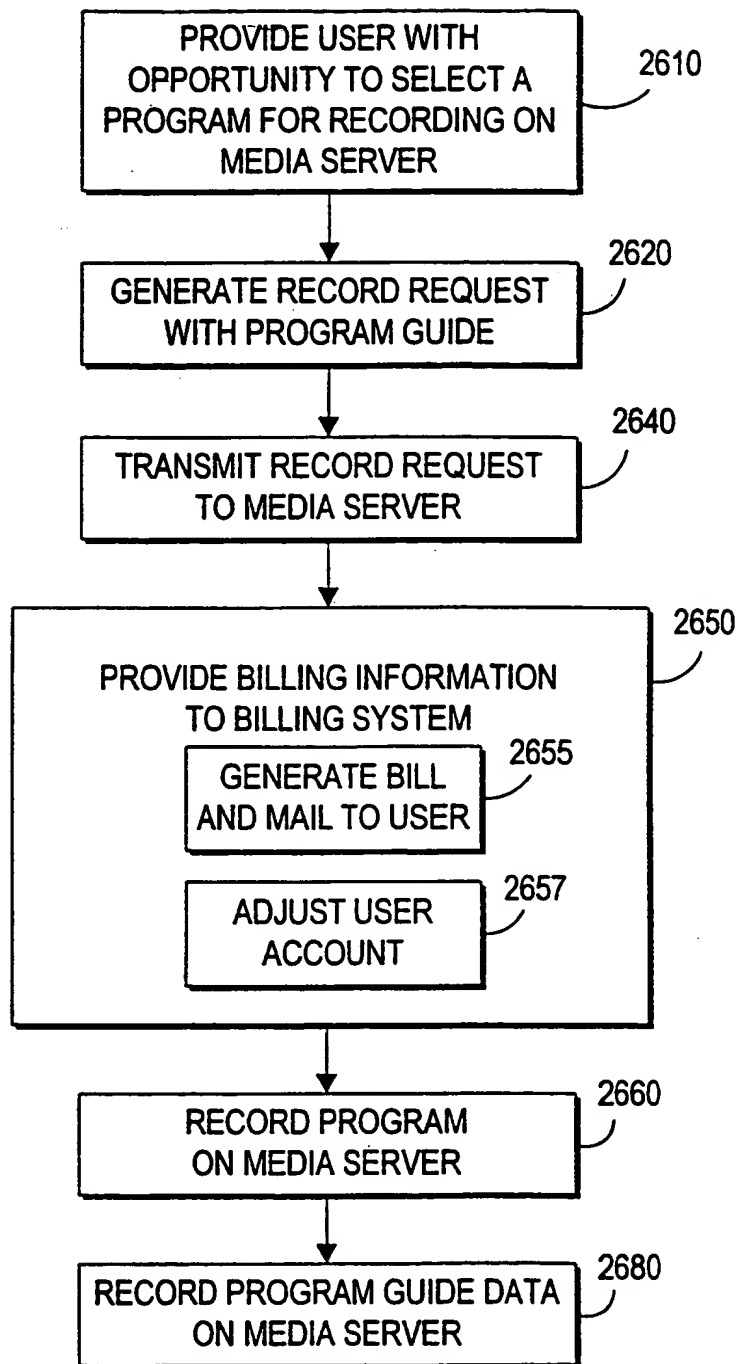 PROVIDE USER WITH
OPPORTUNITY TO SELECT A
PROGRAM FOR RECORDING ON
MEDIA SERVER
2610
GENERATE RECORD REQUEST
WITH PROGRAM GUIDE
2620
TRANSMIT RECORD REQUEST
TO MEDIA SERVER
2640
PROVIDE BILLING INFORMATION
TO BILLING SYSTEM
2650
GENERATE BILL
AND MAIL TO USER
2655
ADJUST USER
ACCOUNT
2657
RECORD PROGRAM
ON MEDIA SERVER
2660
RECORD PROGRAM GUIDE DATA
ON MEDIA SERVER
2680